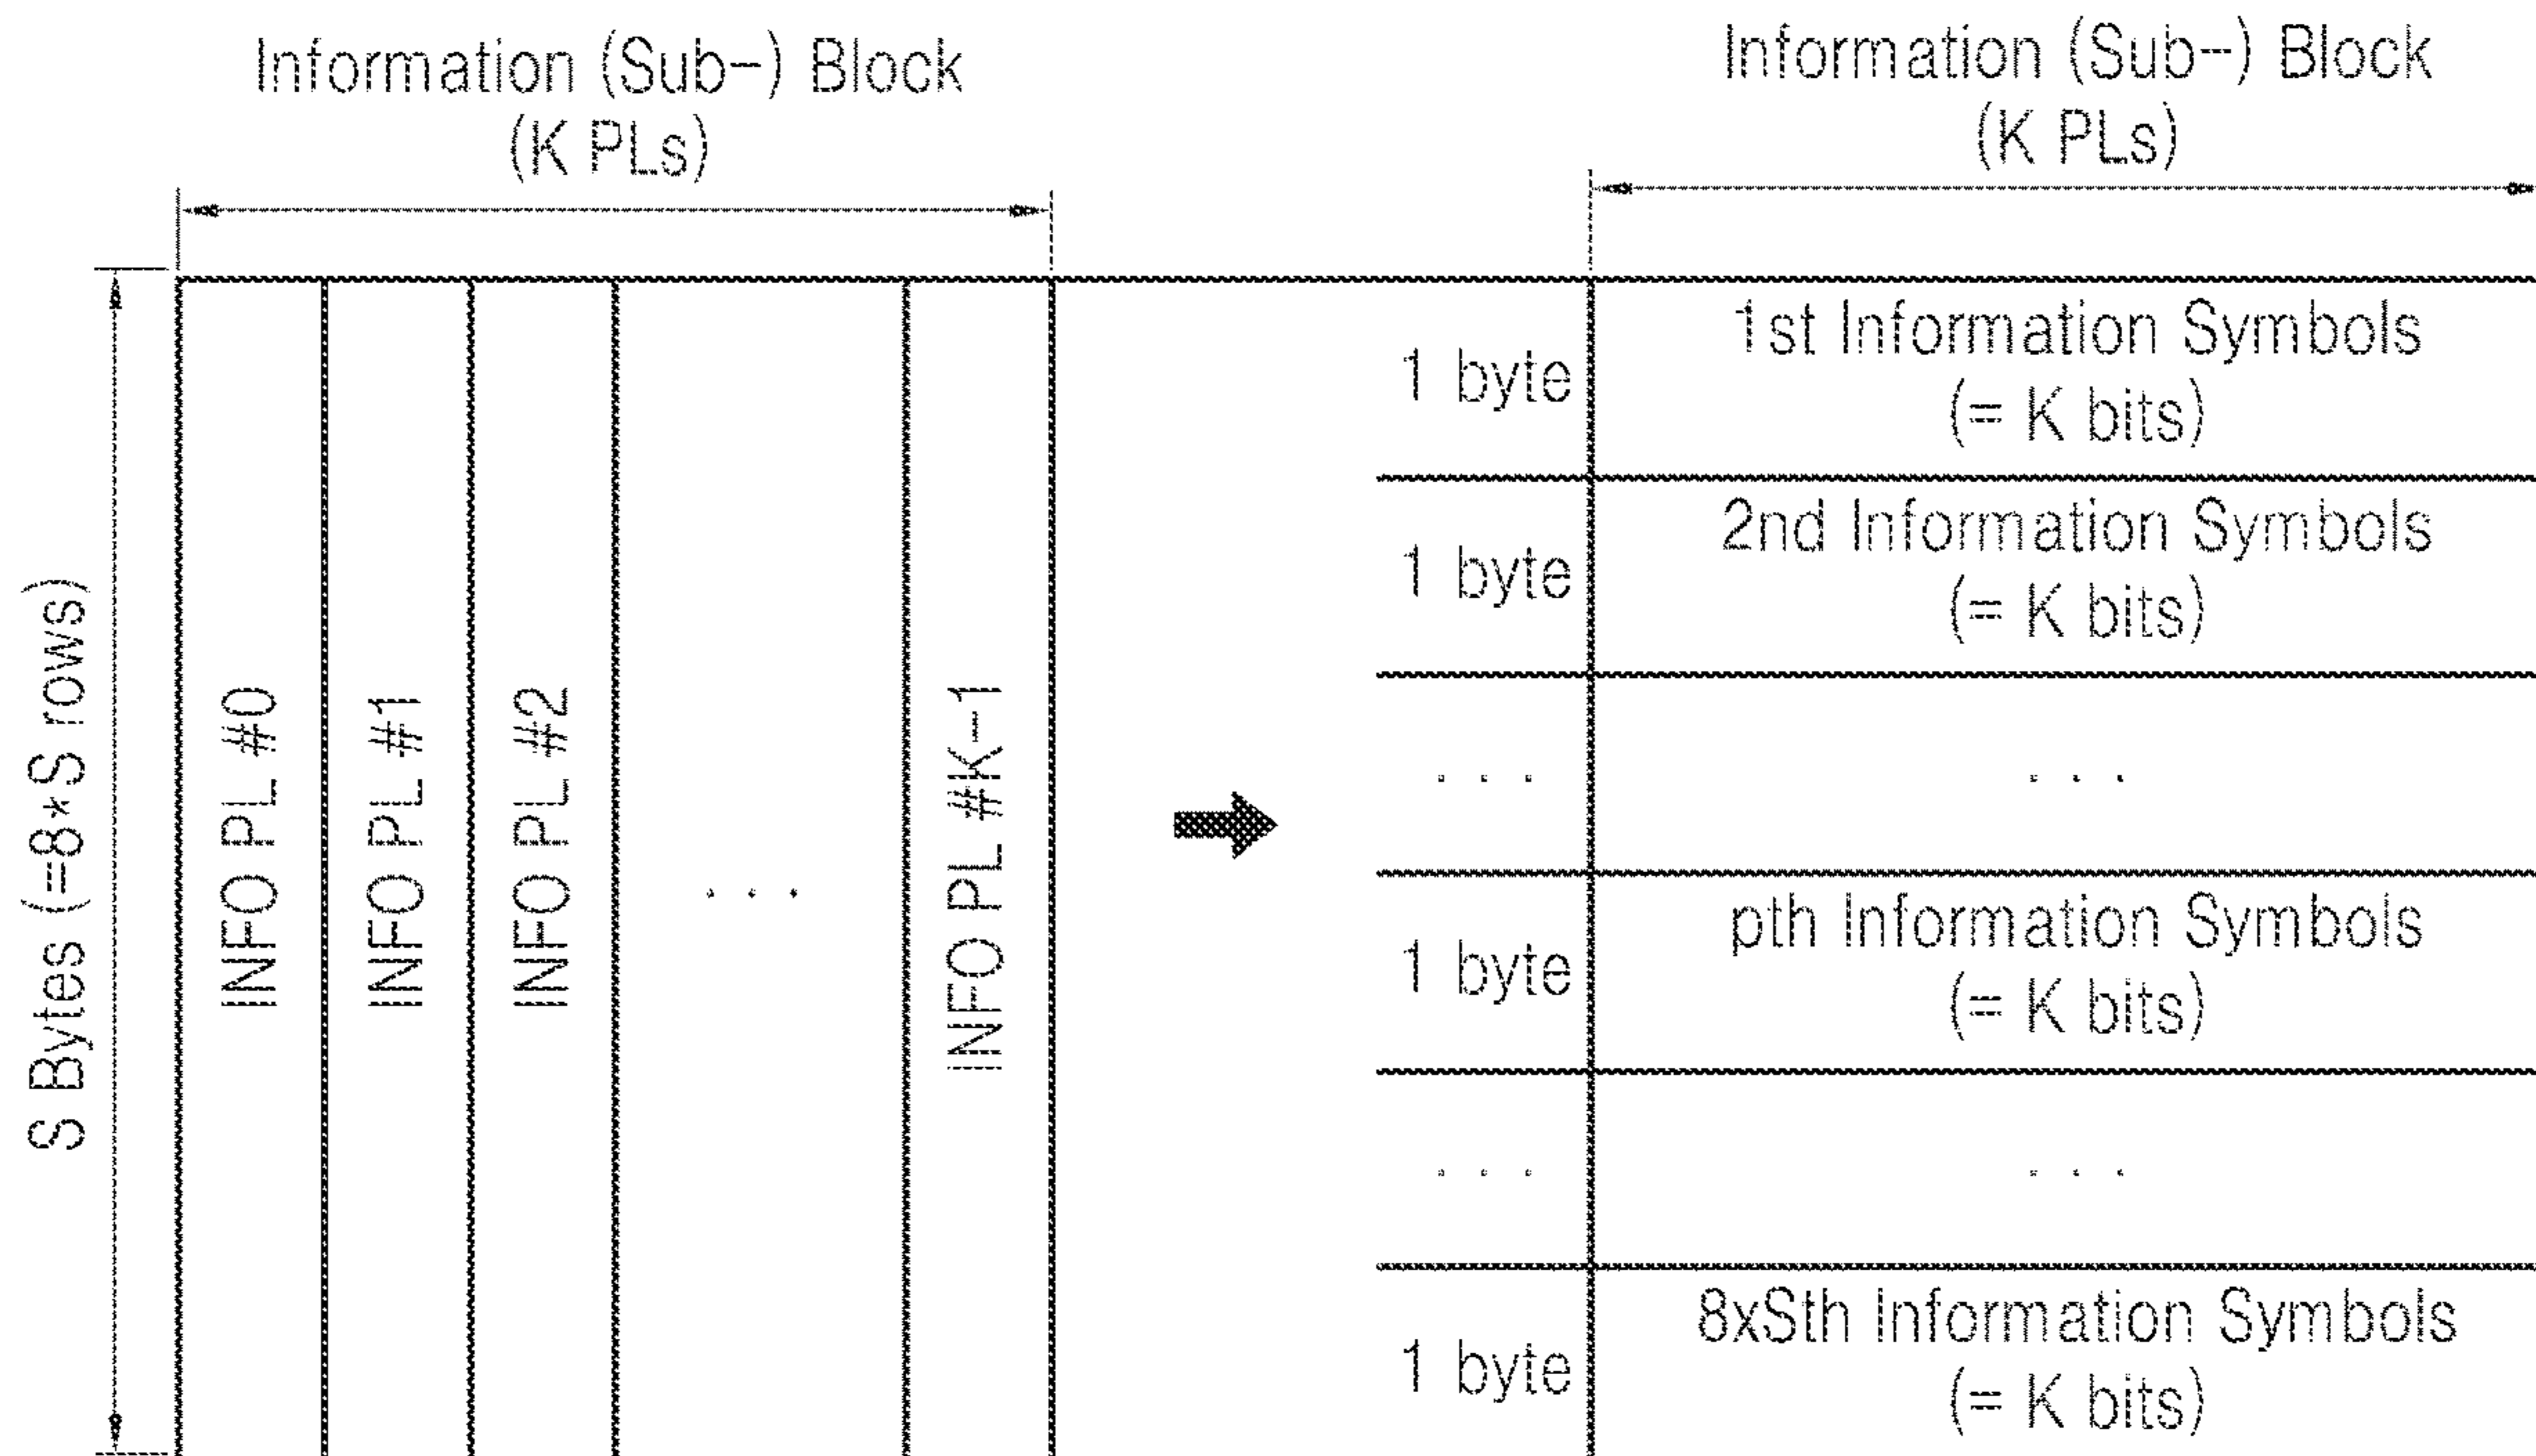 Information (Sub-) Block
(K PLs)
S Bytes (=8*S rows)
INFO PL #0
INFO PL #1
INFO PL #2
. . .
INFO PL #K-1
Information (Sub-) Block
(K PLs)
1 byte
1st Information Symbols
(= K bits)
1 byte
2nd Information Symbols
(= K bits)
. . .
. . .
1 byte
pth Information Symbols
(= K bits)
. . .
. . .
1 byte
8xSth Information Symbols
(= K bits)